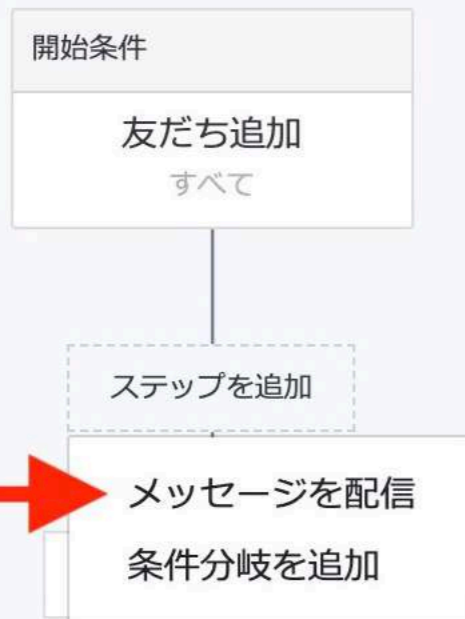 開始条件
友だち追加
すべて
ステップを追加
メッセージを配信
条件分岐を追加